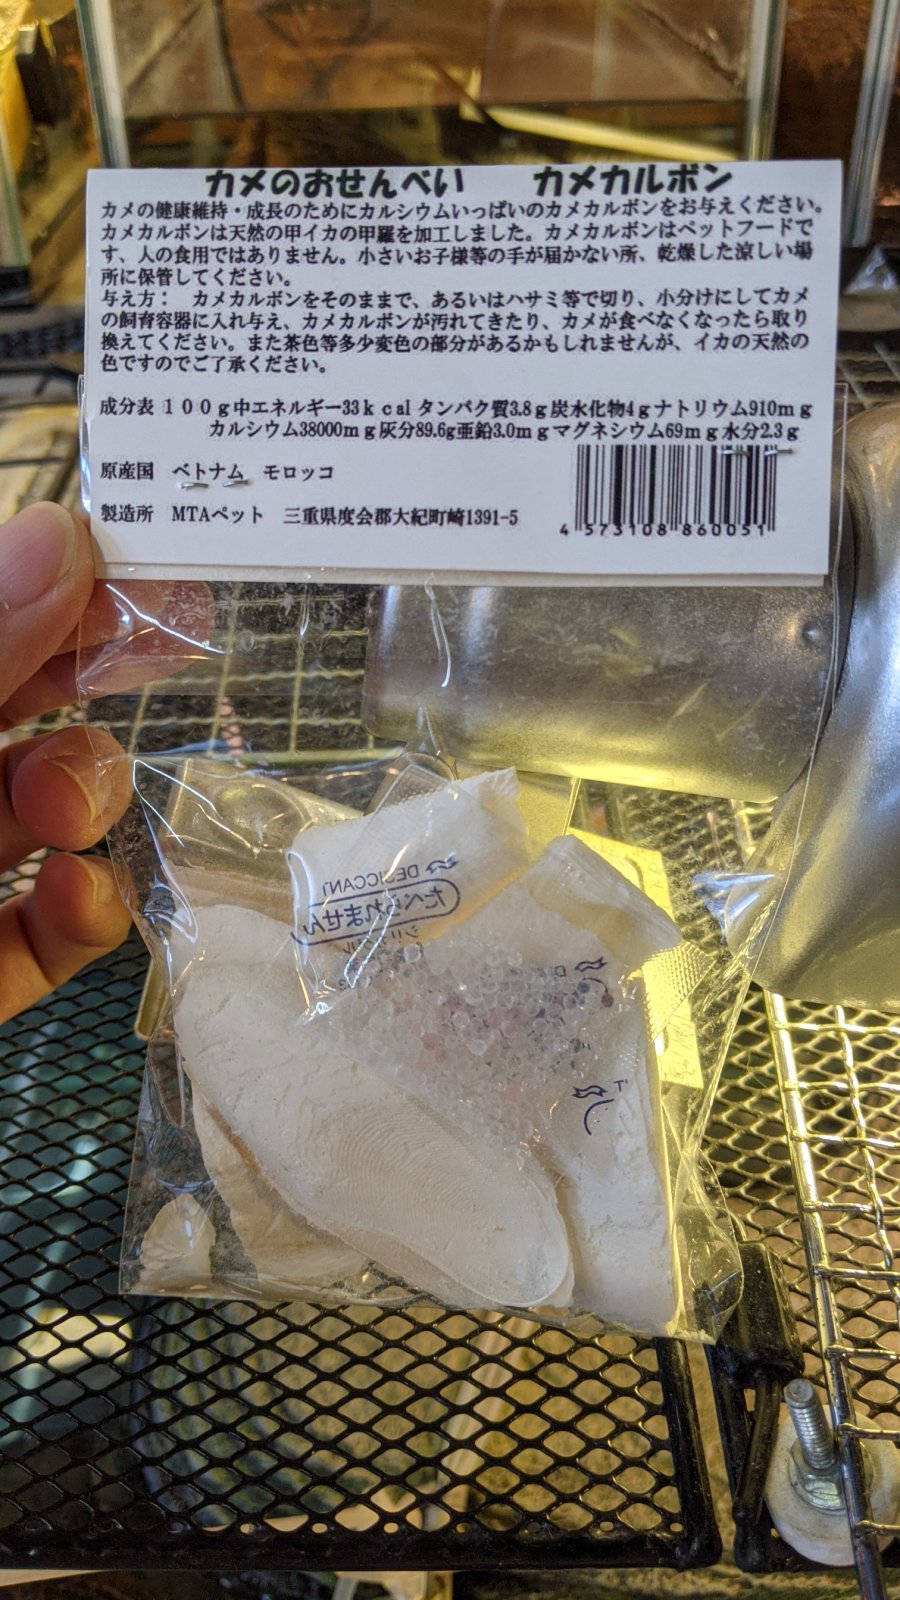 カメのおせんべい カメカルボン
カメの健康維持・成長のためにカルシウムいっぱいのカメカルボンをお与えください。
カメカルボンは天然の甲イカの甲羅を加工しました。カメカルボンはペットフードで
す、人の食用ではありません。小さいお子様等の手が届かない所、乾燥した涼しい場
所に保管してください。
与え方： カメカルボンをそのままで、あるいはハサミ等で切り、小分けにしてカメ
の飼育容器に入れ与え、カメカルボンが汚れてきたり、カメが食べなくなったら取り
換えてください。また茶色等多少変色の部分があるかもしれませんが、イカの天然の
色ですのでご了承ください。
成分表 １００ｇ中エネルギー33ｋcal タンパク質3.8ｇ炭水化物4ｇナトリウム910mｇ
カルシウム38000mｇ灰分89.6g亜鉛3.0mｇマグネシウム69mｇ水分2.3ｇ
原産国 ベトナム モロッコ
製造所 MTAペット 三重県度会郡大紀町崎1391-5
4 573108 860051
DESICCANT
たべられません
シリカゲル